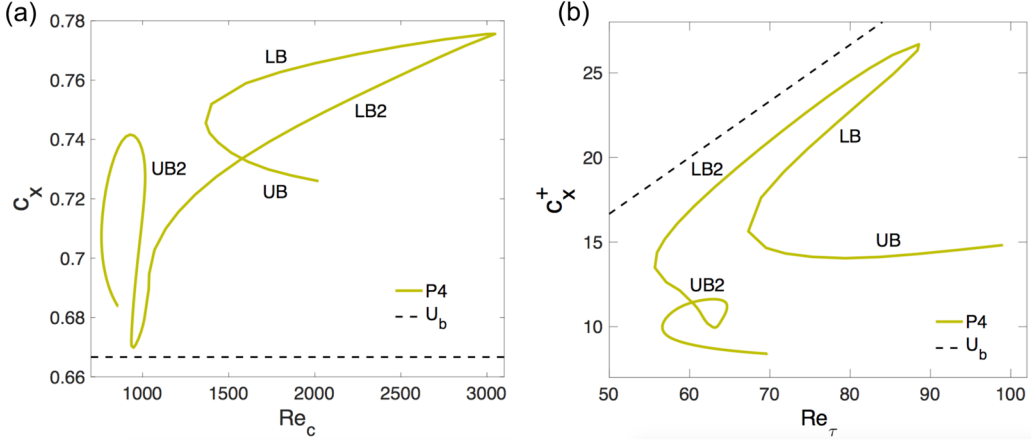 (a)
0.78
0.76
0.74
0.72
0.7
0.68
0.66
c_x
LB
LB2
UB2
UB
P4
U_b
1000 1500 2000 2500 3000
Re_c
(b)
25
20
15
10
c_x^+
LB2
LB
UB
UB2
P4
U_b
50 60 70 80 90 100
Re_τ